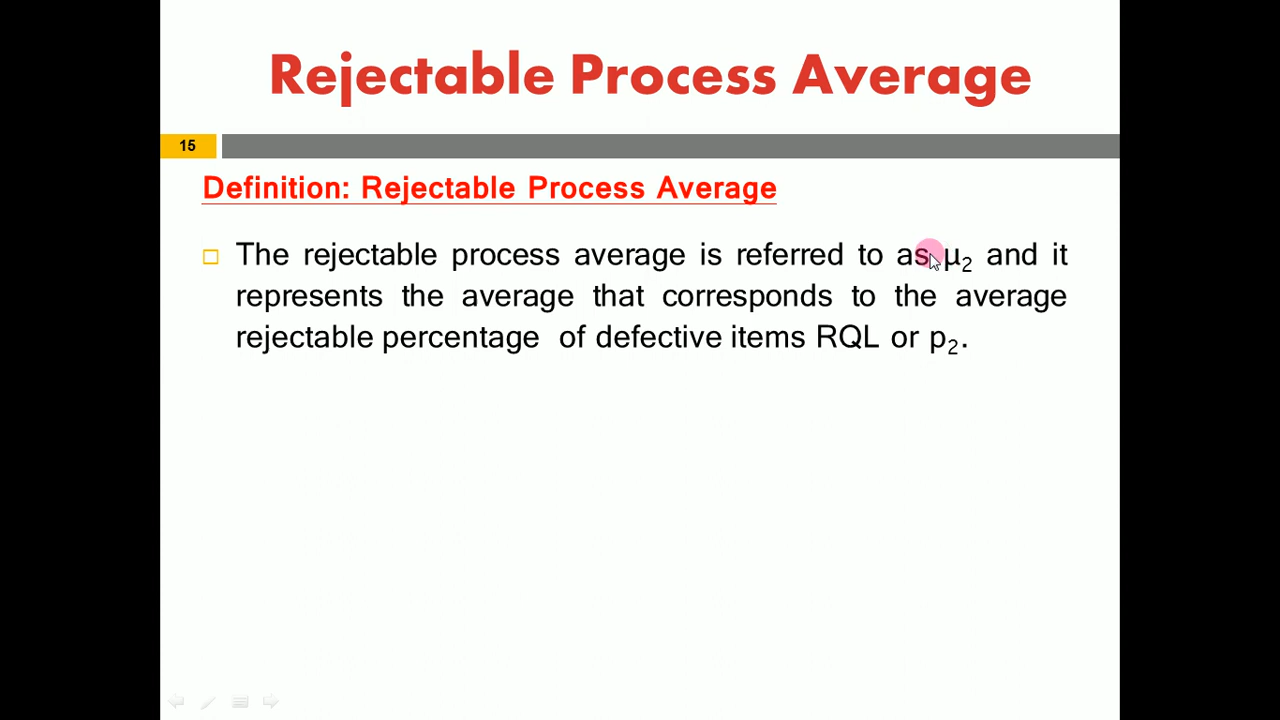 Rejectable Process Average
15
Definition: Rejectable Process Average
The rejectable process average is referred to as μ₂ and it
represents the average that corresponds to the average
rejectable percentage of defective items RQL or p₂.